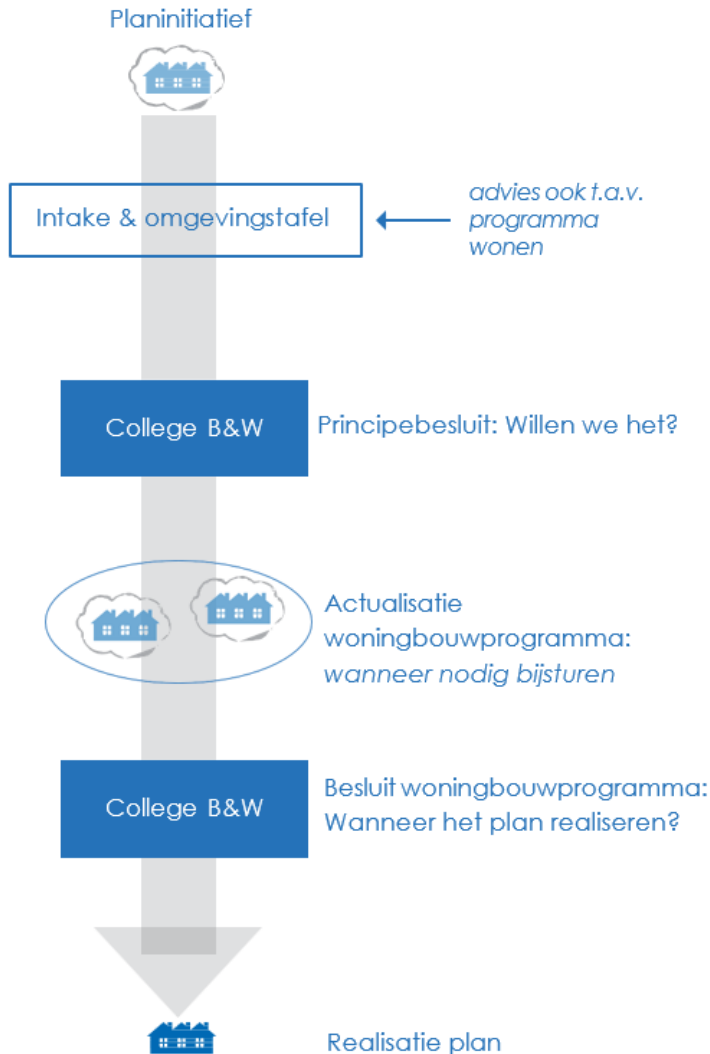 Planinitiatief
Intake & omgevingstafel
advies ook t.a.v.
programma
wonen
College B&W
Principebesluit: Willen we het?
Actualisatie
woningbouwprogramma:
wanneer nodig bijsturen
College B&W
Besluit woningbouwprogramma:
Wanneer het plan realiseren?
Realisatie plan